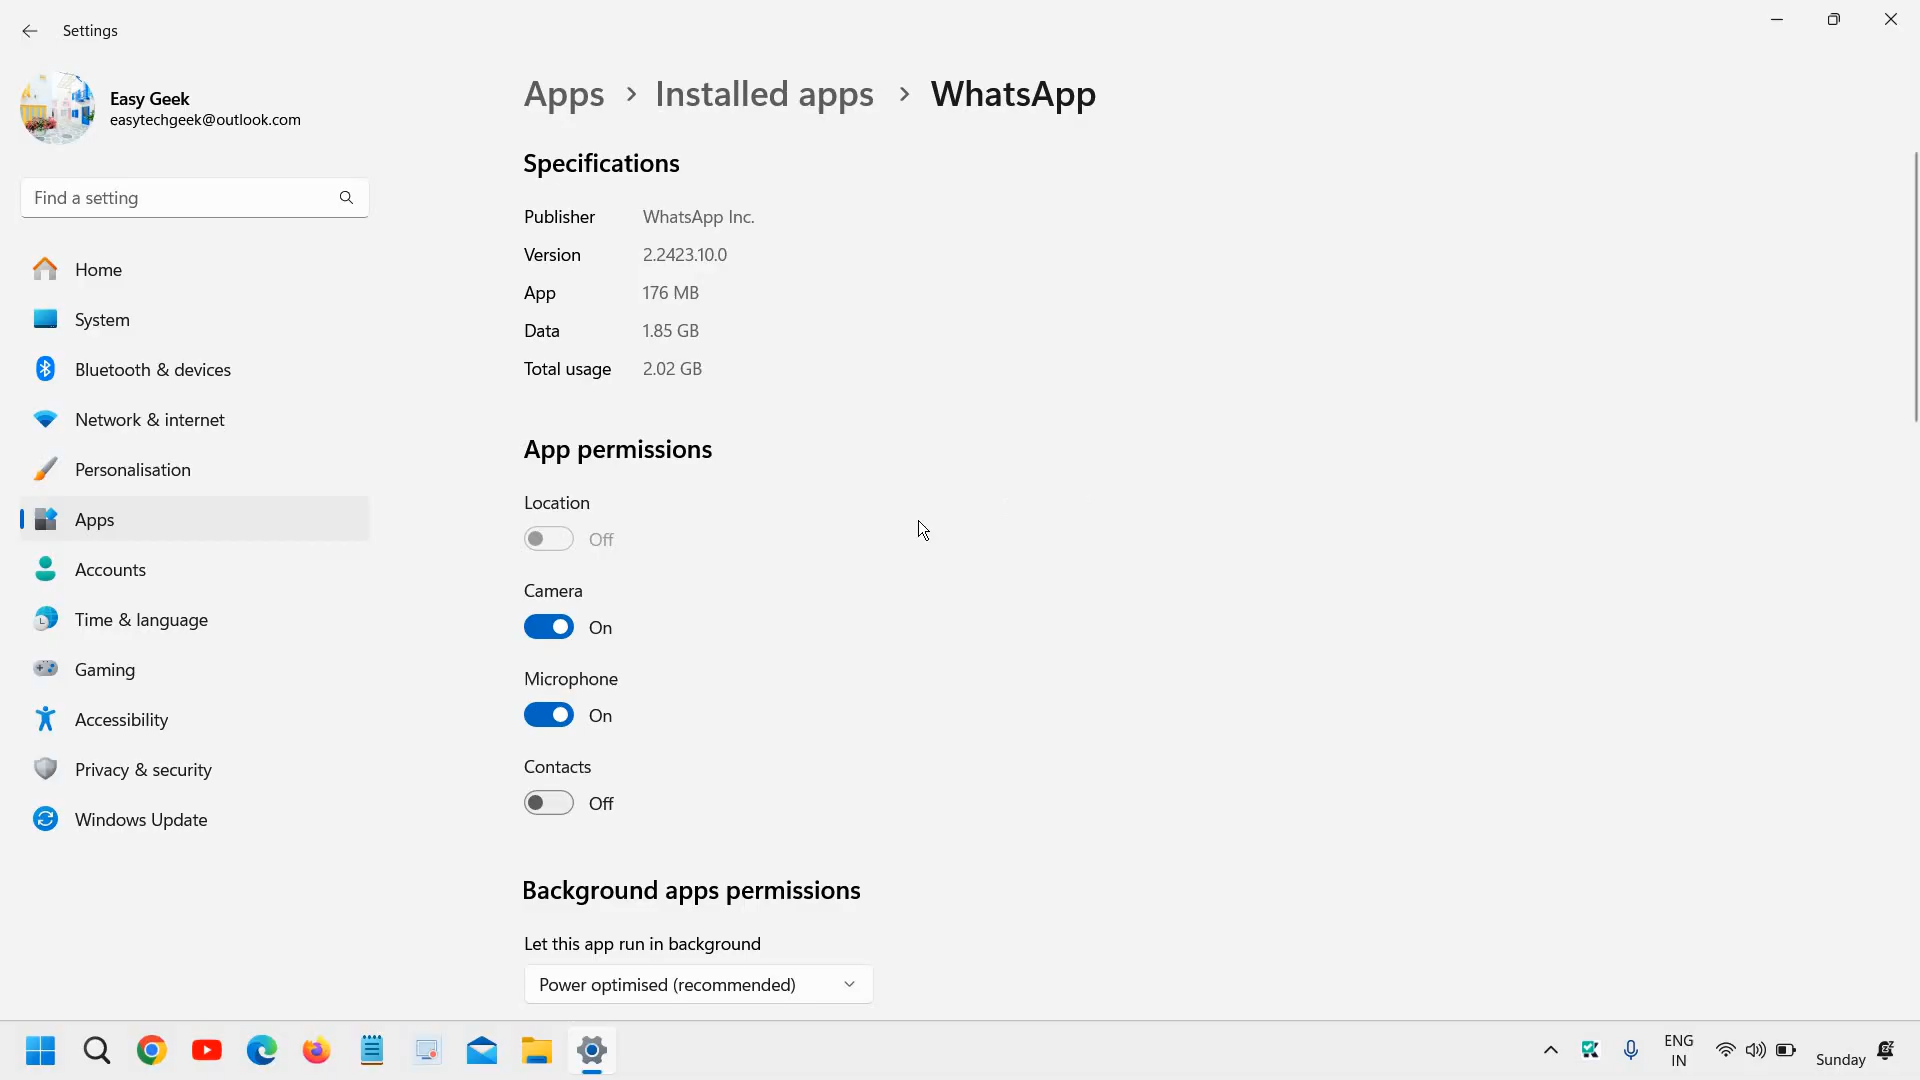 Settings
Easy Geek
easytechgeek@outlook.com
Find a setting
Home
System
Bluetooth & devices
Network & internet
Personalisation
Apps
Accounts
Time & language
Gaming
Accessibility
Privacy & security
Windows Update
Apps > Installed apps > WhatsApp
Specifications
Publisher WhatsApp Inc.
Version 2.2423.10.0
App 176 MB
Data 1.85 GB
Total usage 2.02 GB
App permissions
Location
Off
Camera
On
Microphone
On
Contacts
Off
Background apps permissions
Let this app run in background
Power optimised (recommended)
ENG
IN
Sunday